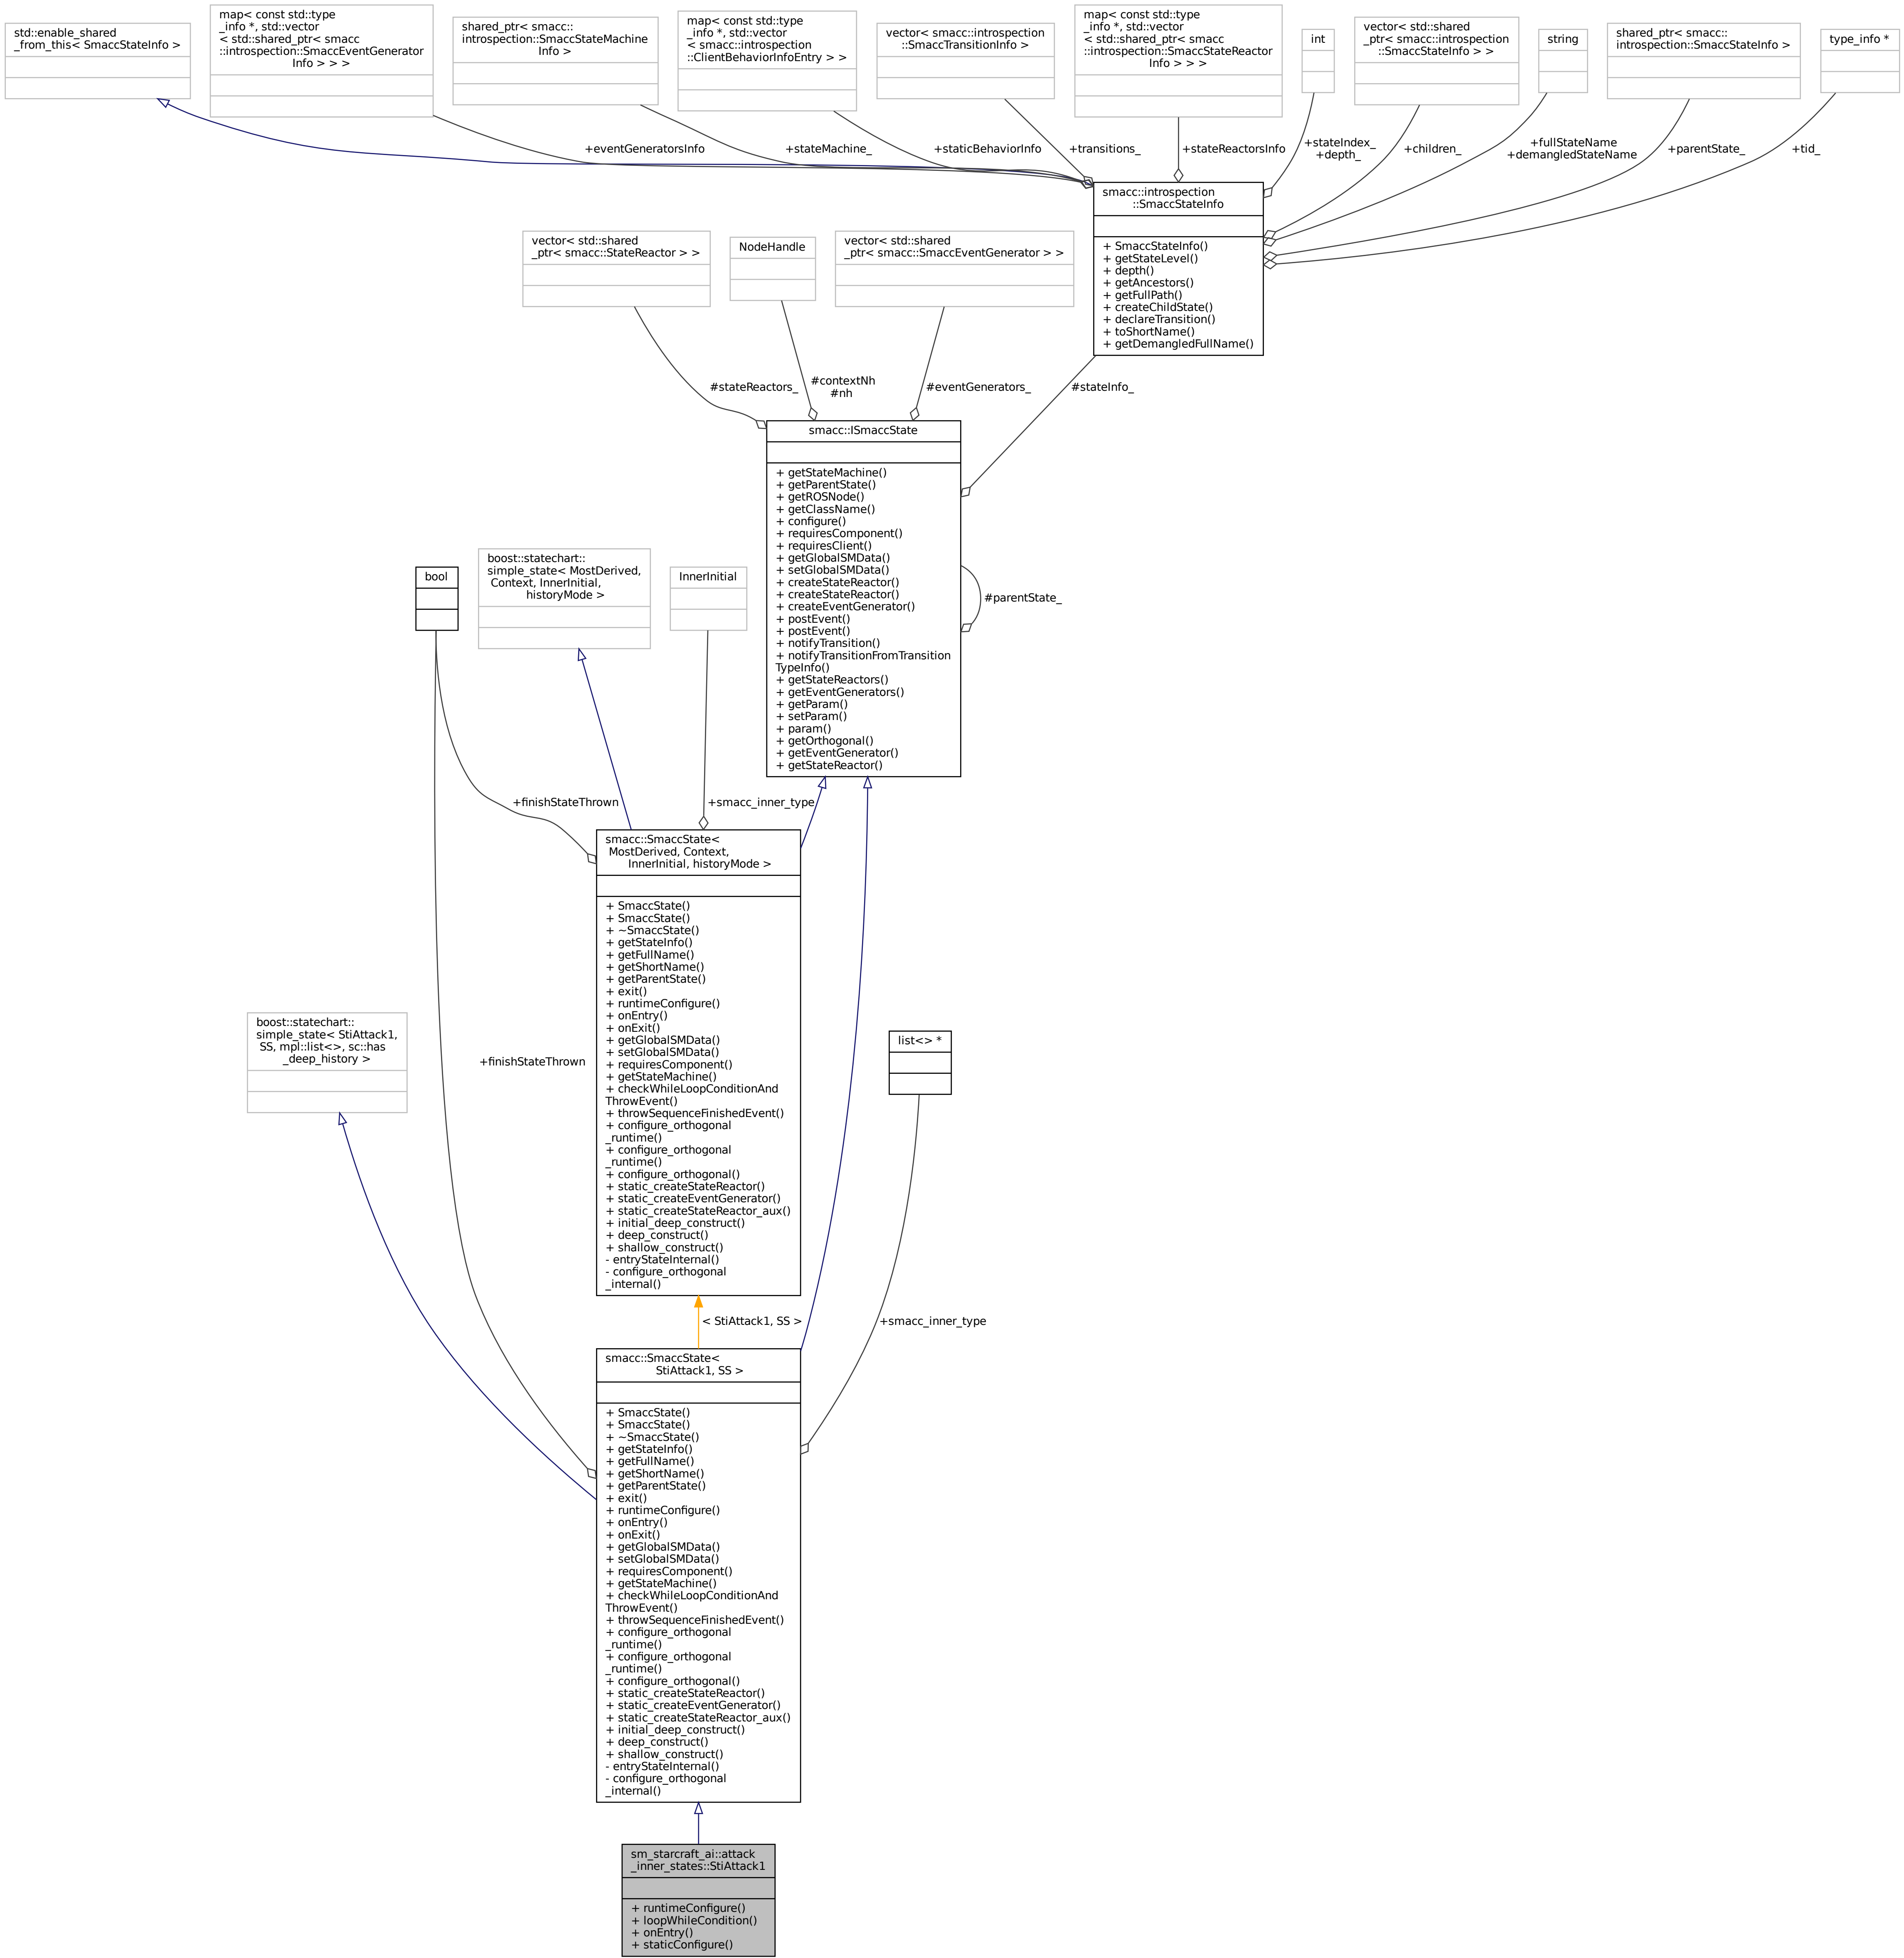 std::enable_shared
_from_this< SmaccStateInfo >
map< const std::type
_info *, std::vector
< std::shared_ptr< smacc
::introspection::SmaccEventGenerator
Info > > >
shared_ptr< smacc::
introspection::SmaccStateMachine
Info >
map< const std::type
_info *, std::vector
< smacc::introspection
::ClientBehaviorInfoEntry > >
vector< smacc::introspection
::SmaccTransitionInfo >
map< const std::type
_info *, std::vector
< std::shared_ptr< smacc
::introspection::SmaccStateReactor
Info > > >
int
vector< std::shared
_ptr< smacc::introspection
::SmaccStateInfo > >
string
shared_ptr< smacc::
introspection::SmaccStateInfo >
type_info *
+eventGeneratorsInfo
+stateMachine_
+staticBehaviorInfo
+transitions_
+stateReactorsInfo
+stateIndex_
+depth_
+children_
+fullStateName
+demangledStateName
+parentState_
+tid_
smacc::introspection
::SmaccStateInfo
+ SmaccStateInfo()
+ getStateLevel()
+ depth()
+ getAncestors()
+ getFullPath()
+ createChildState()
+ declareTransition()
+ toShortName()
+ getDemangledFullName()
vector< std::shared
_ptr< smacc::StateReactor > >
NodeHandle
vector< std::shared
_ptr< smacc::SmaccEventGenerator > >
#stateReactors_
#contextNh
#nh
#eventGenerators_
#stateInfo_
smacc::ISmaccState
+ getStateMachine()
+ getParentState()
+ getROSNode()
+ getClassName()
+ configure()
+ requiresComponent()
+ requiresClient()
+ getGlobalSMData()
+ setGlobalSMData()
+ createStateReactor()
+ createStateReactor()
+ createEventGenerator()
+ postEvent()
+ postEvent()
+ notifyTransition()
+ notifyTransitionFromTransition
TypeInfo()
+ getStateReactors()
+ getEventGenerators()
+ getParam()
+ setParam()
+ param()
+ getOrthogonal()
+ getEventGenerator()
+ getStateReactor()
#parentState_
bool
boost::statechart::
simple_state< MostDerived,
Context, InnerInitial,
historyMode >
InnerInitial
+finishStateThrown
+smacc_inner_type
smacc::SmaccState<
MostDerived, Context,
InnerInitial, historyMode >
+ SmaccState()
+ SmaccState()
+ ~SmaccState()
+ getStateInfo()
+ getFullName()
+ getShortName()
+ getParentState()
+ exit()
+ runtimeConfigure()
+ onEntry()
+ onExit()
+ getGlobalSMData()
+ setGlobalSMData()
+ requiresComponent()
+ getStateMachine()
+ checkWhileLoopConditionAnd
ThrowEvent()
+ throwSequenceFinishedEvent()
+ configure_orthogonal
_runtime()
+ configure_orthogonal
_runtime()
+ configure_orthogonal()
+ static_createStateReactor()
+ static_createEventGenerator()
+ static_createStateReactor_aux()
+ initial_deep_construct()
+ deep_construct()
+ shallow_construct()
- entryStateInternal()
- configure_orthogonal
_internal()
boost::statechart::
simple_state< StiAttack1,
SS, mpl::list<>, sc::has
_deep_history >
+finishStateThrown
list<> *
< StiAttack1, SS >
+smacc_inner_type
smacc::SmaccState<
StiAttack1, SS >
+ SmaccState()
+ SmaccState()
+ ~SmaccState()
+ getStateInfo()
+ getFullName()
+ getShortName()
+ getParentState()
+ exit()
+ runtimeConfigure()
+ onEntry()
+ onExit()
+ getGlobalSMData()
+ setGlobalSMData()
+ requiresComponent()
+ getStateMachine()
+ checkWhileLoopConditionAnd
ThrowEvent()
+ throwSequenceFinishedEvent()
+ configure_orthogonal
_runtime()
+ configure_orthogonal
_runtime()
+ configure_orthogonal()
+ static_createStateReactor()
+ static_createEventGenerator()
+ static_createStateReactor_aux()
+ initial_deep_construct()
+ deep_construct()
+ shallow_construct()
- entryStateInternal()
- configure_orthogonal
_internal()
sm_starcraft_ai::attack
_inner_states::StiAttack1
+ runtimeConfigure()
+ loopWhileCondition()
+ onEntry()
+ staticConfigure()